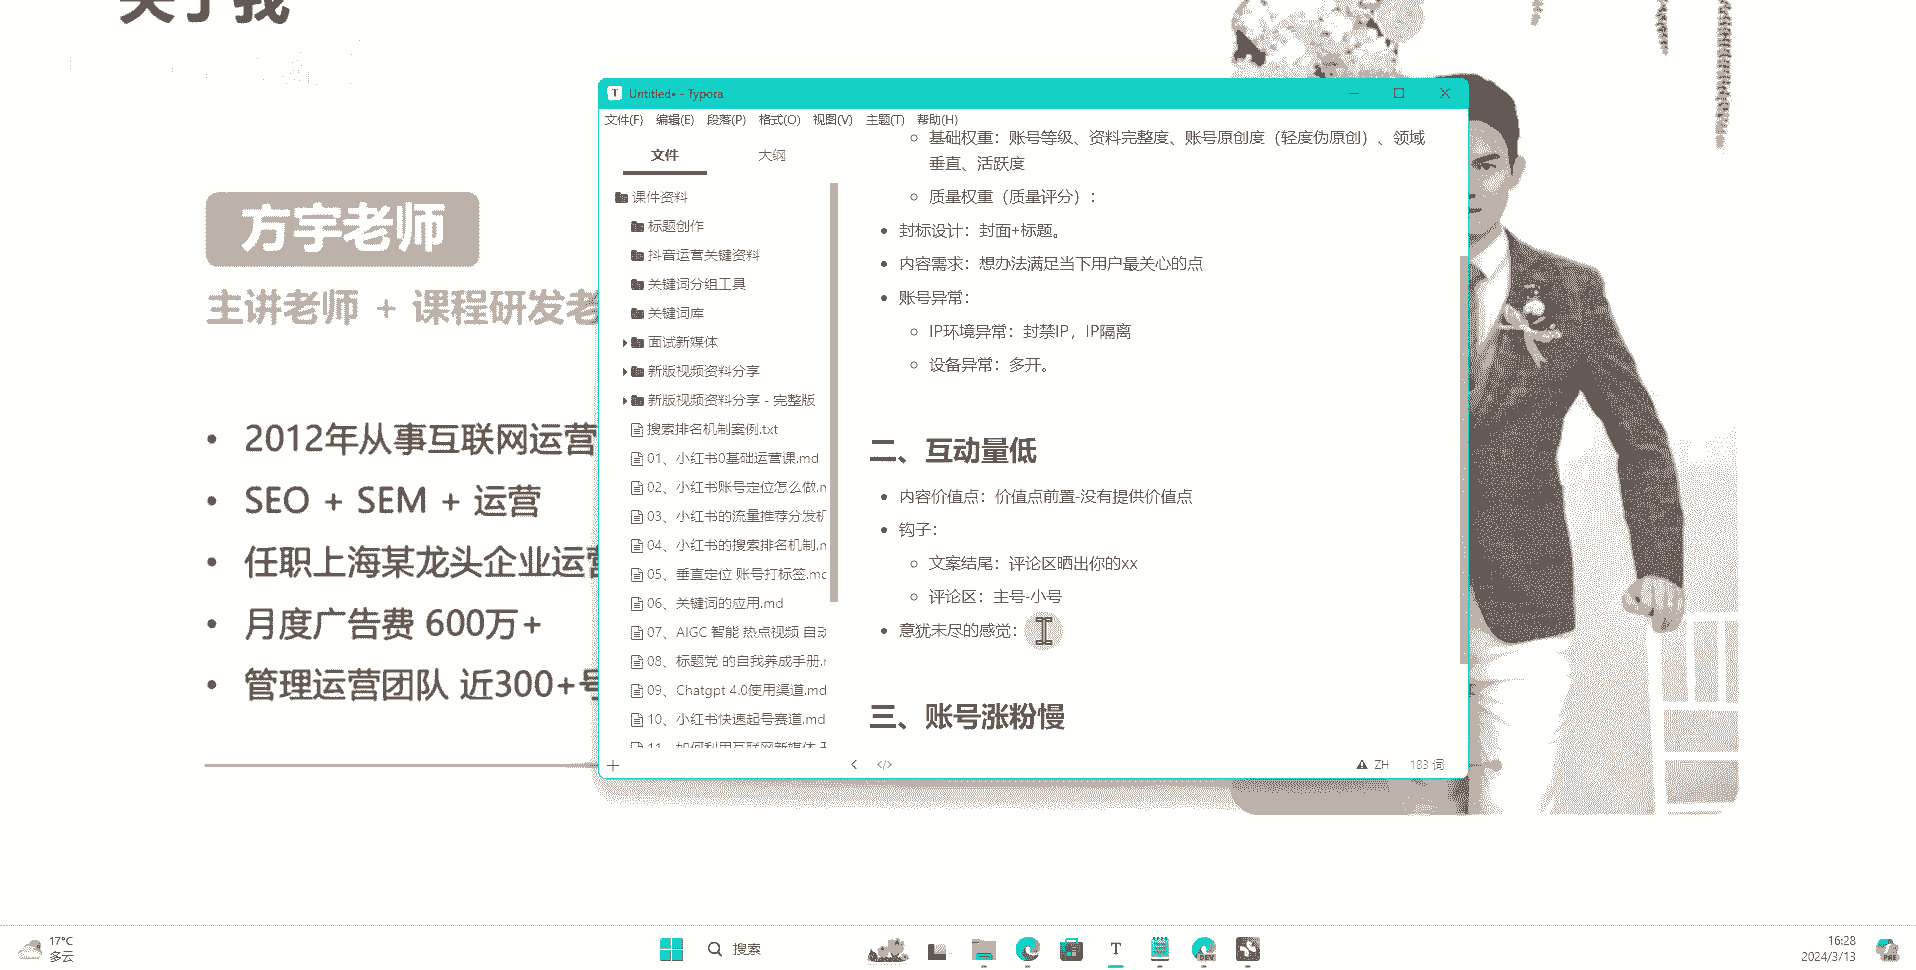 关于我
方宇老师
主讲老师 + 课程研发老
• 2012年从事互联网运营
• SEO + SEM + 运营
• 任职上海某龙头企业运营
• 月度广告费 600万+
• 管理运营团队 近300+号
Untitled• - Typora
文件(F) 编辑(E) 段落(P) 格式(O) 视图(V) 主题(T) 帮助(H)
文件 大纲
课件资料
标题创作
抖音运营关键资料
关键词分组工具
关键词库
面试新媒体
新版视频资料分享
新版视频资料分享 - 完整版
搜索排名机制案例.txt
01、小红书0基础运营课.md
02、小红书账号定位怎么做.m
03、小红书的流量推荐分发机
04、小红书的搜索排名机制.m
05、垂直定位 账号打标签.md
06、关键词的应用.md
07、AIGC 智能 热点视频 自动
08、标题党 的自我养成手册.m
09、Chatgpt 4.0使用渠道.md
10、小红书快速起号赛道.md
11、如何利用互联网新媒体
基础权重：账号等级、资料完整度、账号原创度（轻度伪原创）、领域
垂直、活跃度
质量权重（质量评分）：
• 封标设计：封面+标题。
• 内容需求：想办法满足当下用户最关心的点
• 账号异常：
IP环境异常：封禁IP，IP隔离
设备异常：多开。
二、互动量低
• 内容价值点：价值点前置-没有提供价值点
• 钩子：
文案结尾：评论区晒出你的xx
评论区：主号-小号
• 意犹未尽的感觉：
三、账号涨粉慢
ZH 183 词
17°C
多云
搜索
T
DEV
16:28
2024/3/13
PRE